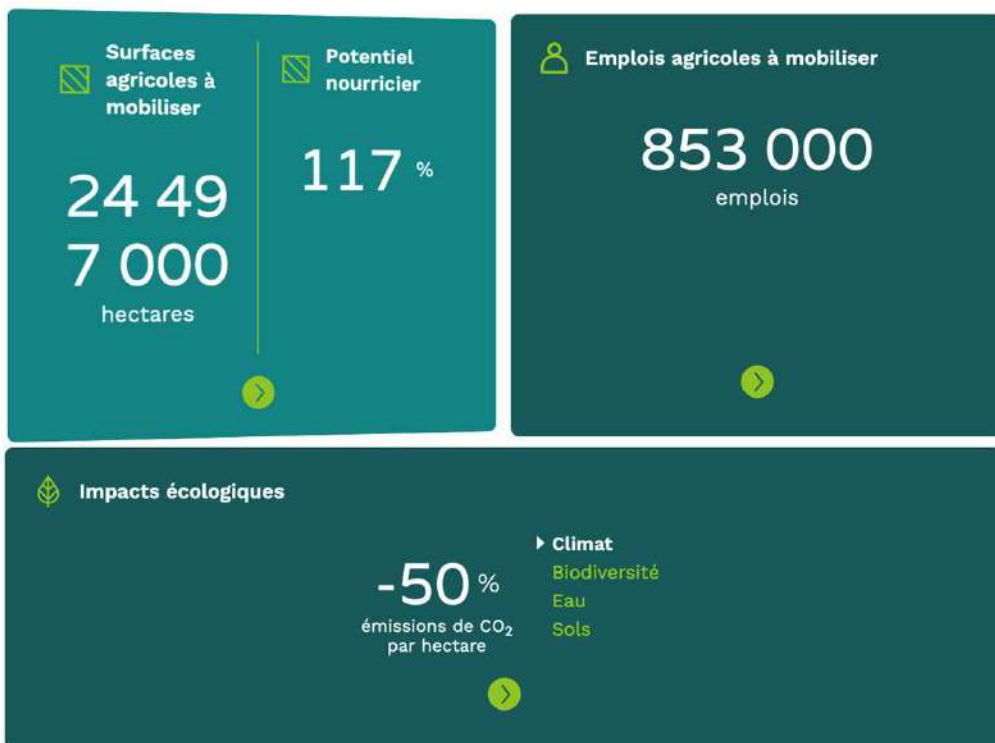 Surfaces
agricoles à
mobiliser
24 49
7 000
hectares
Potentiel
nourricier
117 %
Emplois agricoles à mobiliser
853 000
emplois
Impacts écologiques
-50 %
émissions de CO₂
par hectare
Climat
Biodiversité
Eau
Sols